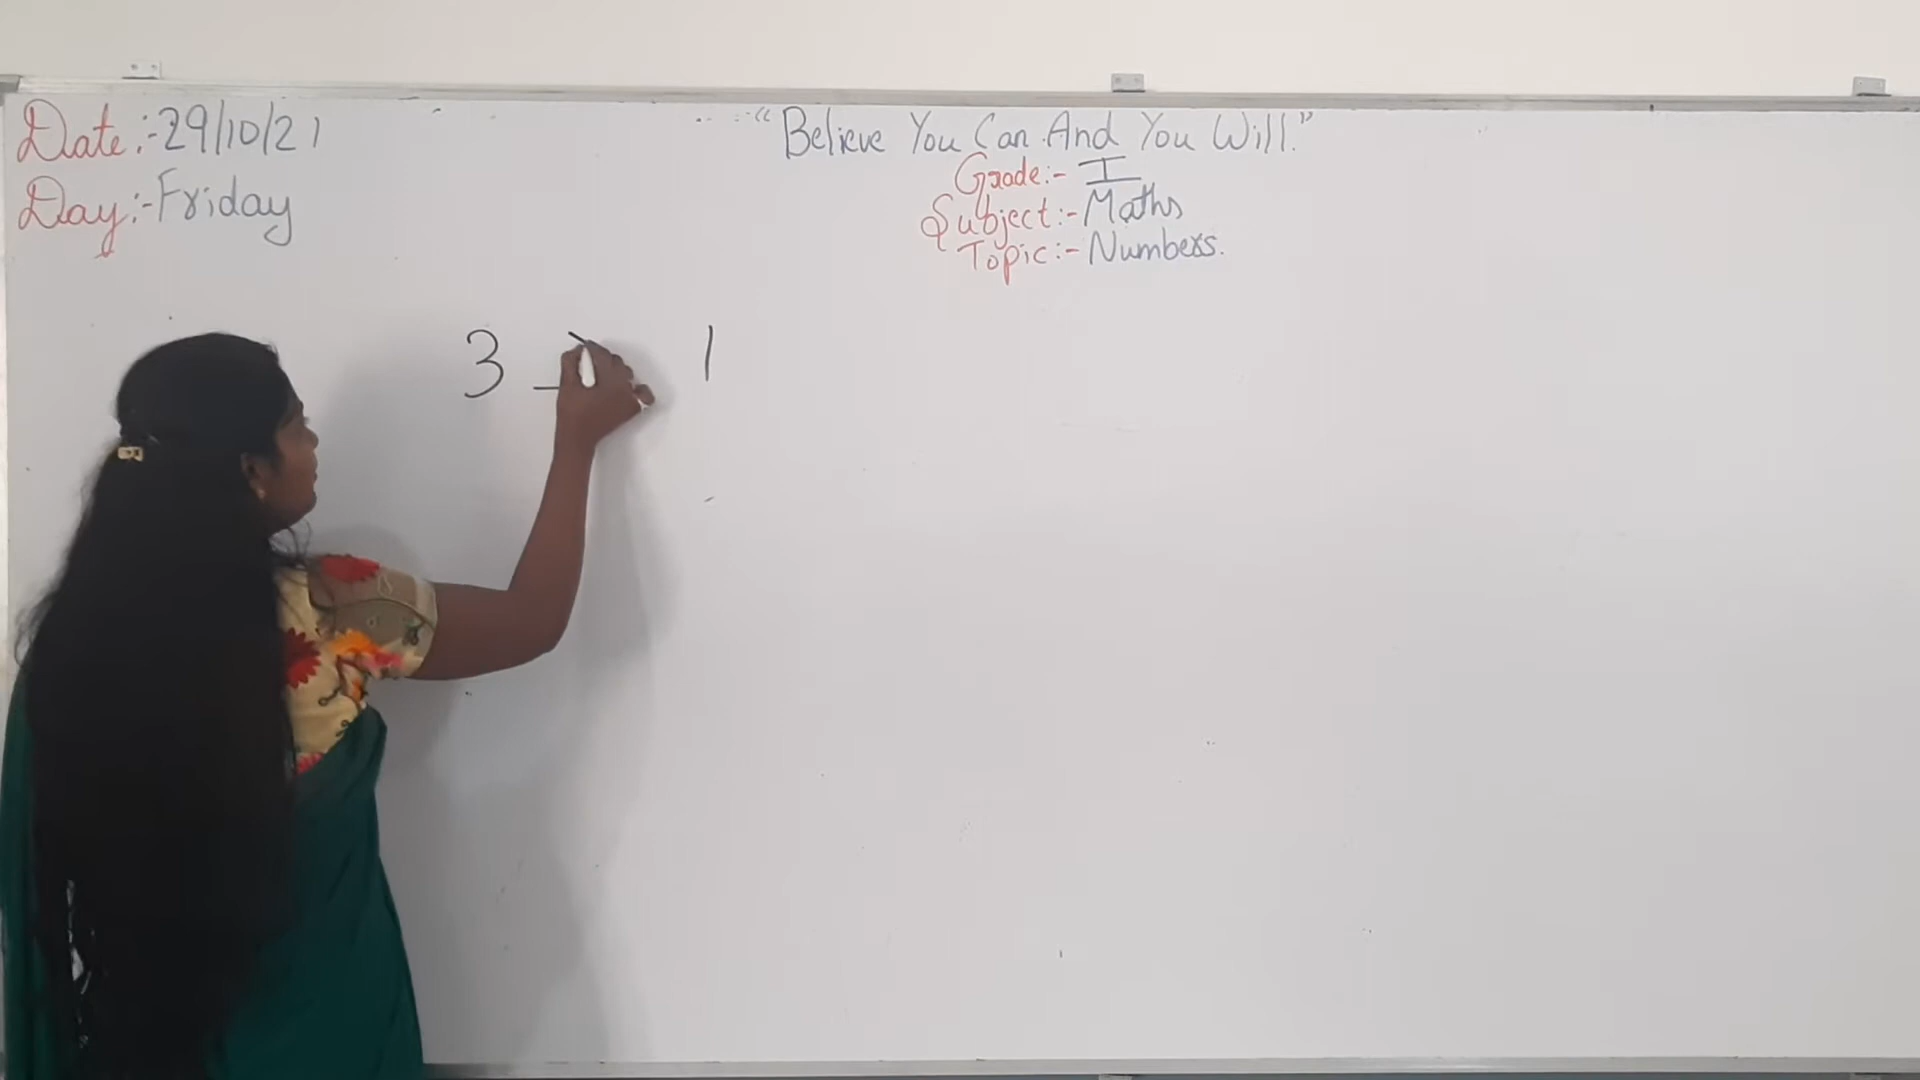 Date:-29/10/21
Day:-Friday
"Believe You Can And You Will."
Grade:- I
Subject:- Maths
Topic:- Numbers.
3 _ 1